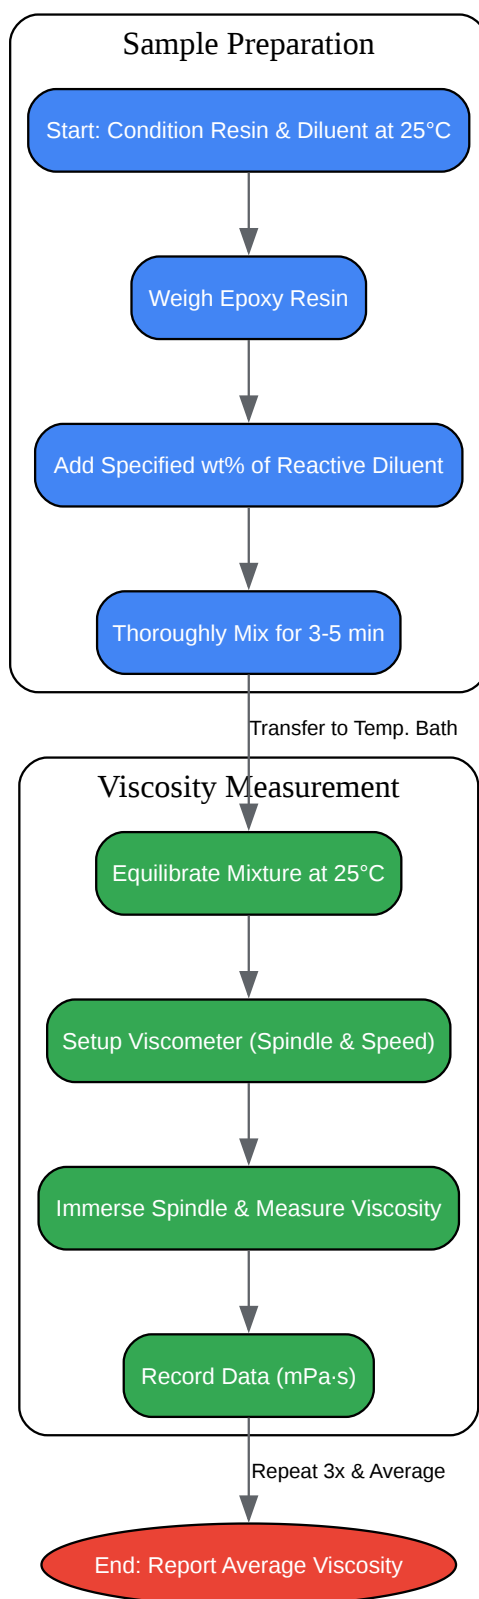 Sample Preparation
Start: Condition Resin & Diluent at 25°C
Weigh Epoxy Resin
Add Specified wt% of Reactive Diluent
Thoroughly Mix for 3-5 min
Transfer to Temp. Bath
Viscosity Measurement
Equilibrate Mixture at 25°C
Setup Viscometer (Spindle & Speed)
Immerse Spindle & Measure Viscosity
Record Data (mPa·s)
Repeat 3x & Average
End: Report Average Viscosity